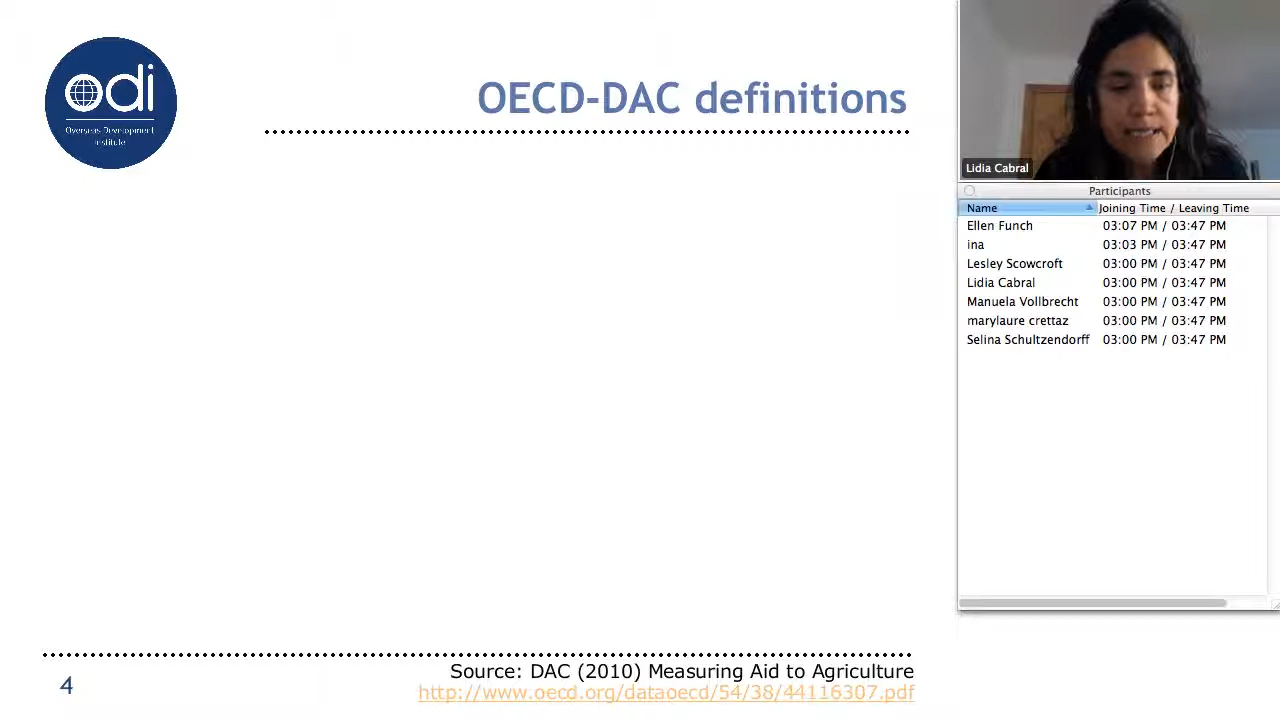 odi
Overseas Development
Institute
OECD-DAC definitions
Source: DAC (2010) Measuring Aid to Agriculture
http://www.oecd.org/dataoecd/54/38/44116307.pdf
4
Lidia Cabral
Participants
Name Joining Time / Leaving Time
Ellen Funch 03:07 PM / 03:47 PM
ina 03:03 PM / 03:47 PM
Lesley Scowcroft 03:00 PM / 03:47 PM
Lidia Cabral 03:00 PM / 03:47 PM
Manuela Vollbrecht 03:00 PM / 03:47 PM
marylaure crettaz 03:00 PM / 03:47 PM
Selina Schultzendorff 03:00 PM / 03:47 PM